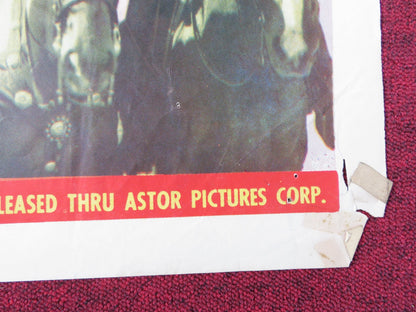 LEASED THRU ASTOR PICTURES CORP.